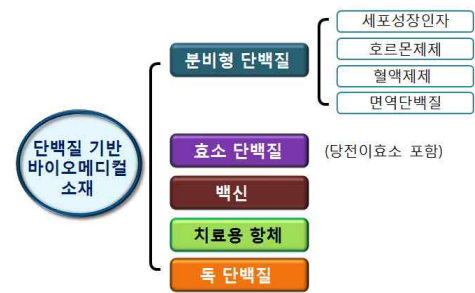 단백질 기반
바이오메디컬
소재
분비형 단백질
세포성장인자
호르몬제제
혈액제제
면역단백질
효소 단백질
(당전이효소 포함)
백신
치료용 항체
독 단백질